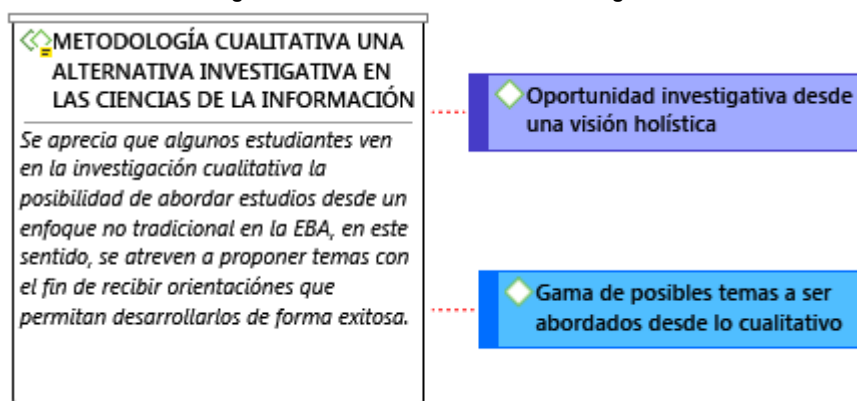 METODOLOGÍA CUALITATIVA UNA
ALTERNATIVA INVESTIGATIVA EN
LAS CIENCIAS DE LA INFORMACIÓN
Se aprecia que algunos estudiantes ven
en la investigación cualitativa la
posibilidad de abordar estudios desde un
enfoque no tradicional en la EBA, en este
sentido, se atreven a proponer temas con
el fin de recibir orientaciónes que
permitan desarrollarlos de forma exitosa.
Oportunidad investigativa desde
una visión holística
Gama de posibles temas a ser
abordados desde lo cualitativo